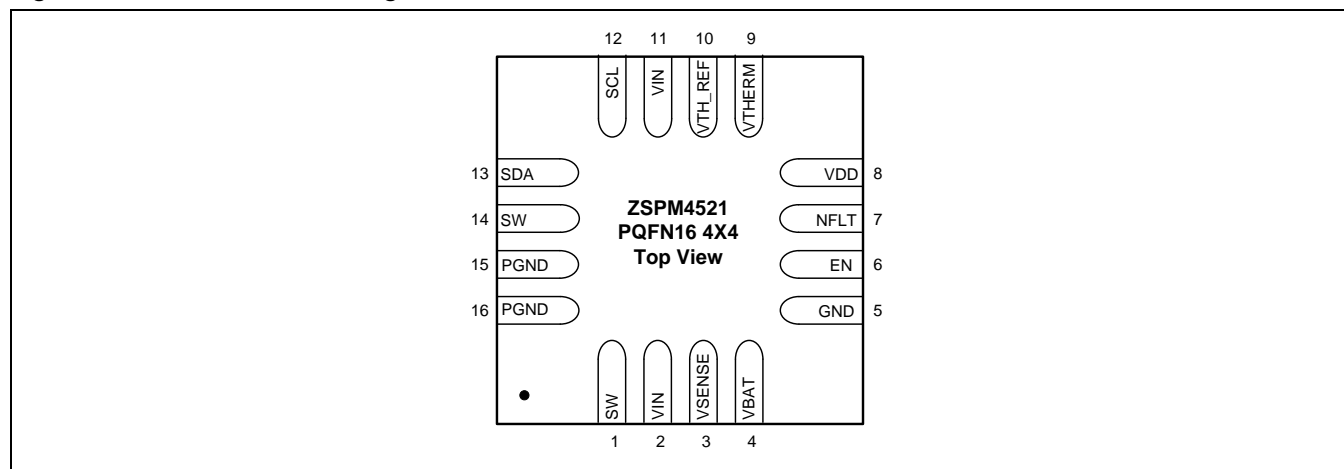 12 11 10 9
SCL VIN VTH_REF VTHERM
13 SDA VDD 8
14 SW NFLT 7
15 PGND EN 6
16 PGND GND 5
ZSPM4521
PQFN16 4X4
Top View
SW VIN VSENSE VBAT
1 2 3 4